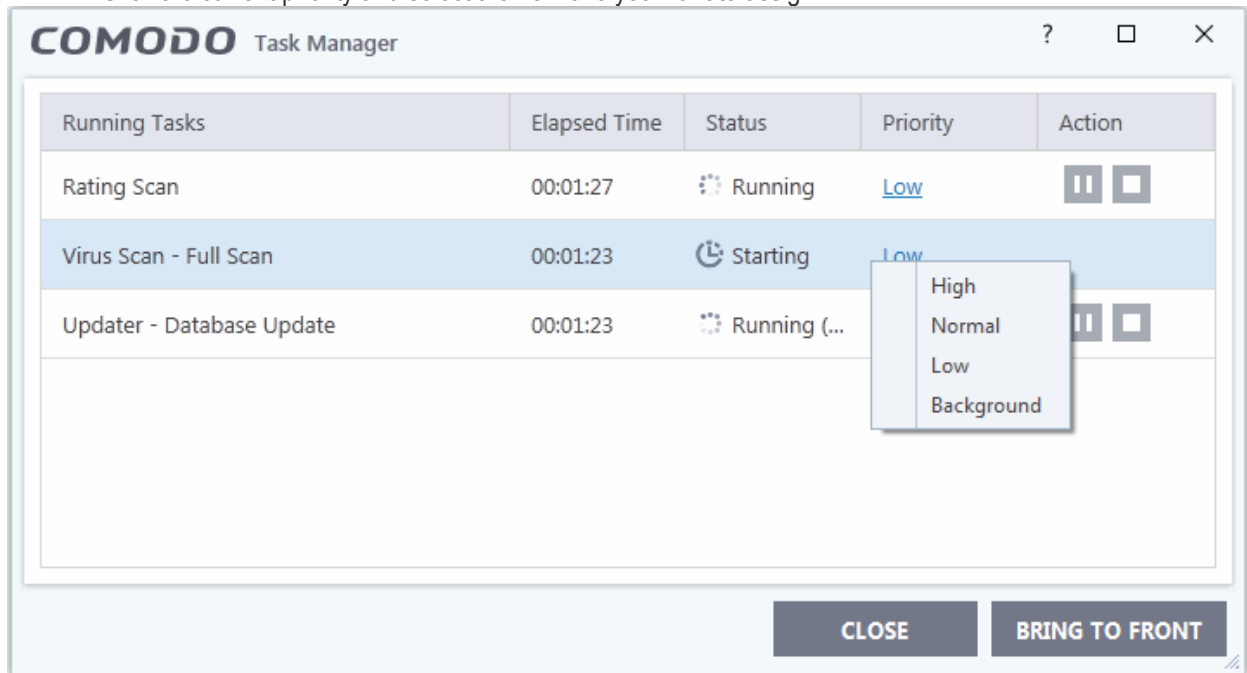 COMODO Task Manager ?
Running Tasks Elapsed Time Status Priority Action
Rating Scan 00:01:27 Running Low
Virus Scan - Full Scan 00:01:23 Starting Low
High
Updater - Database Update 00:01:23 Running (... Normal
Low
Background
CLOSE BRING TO FRONT